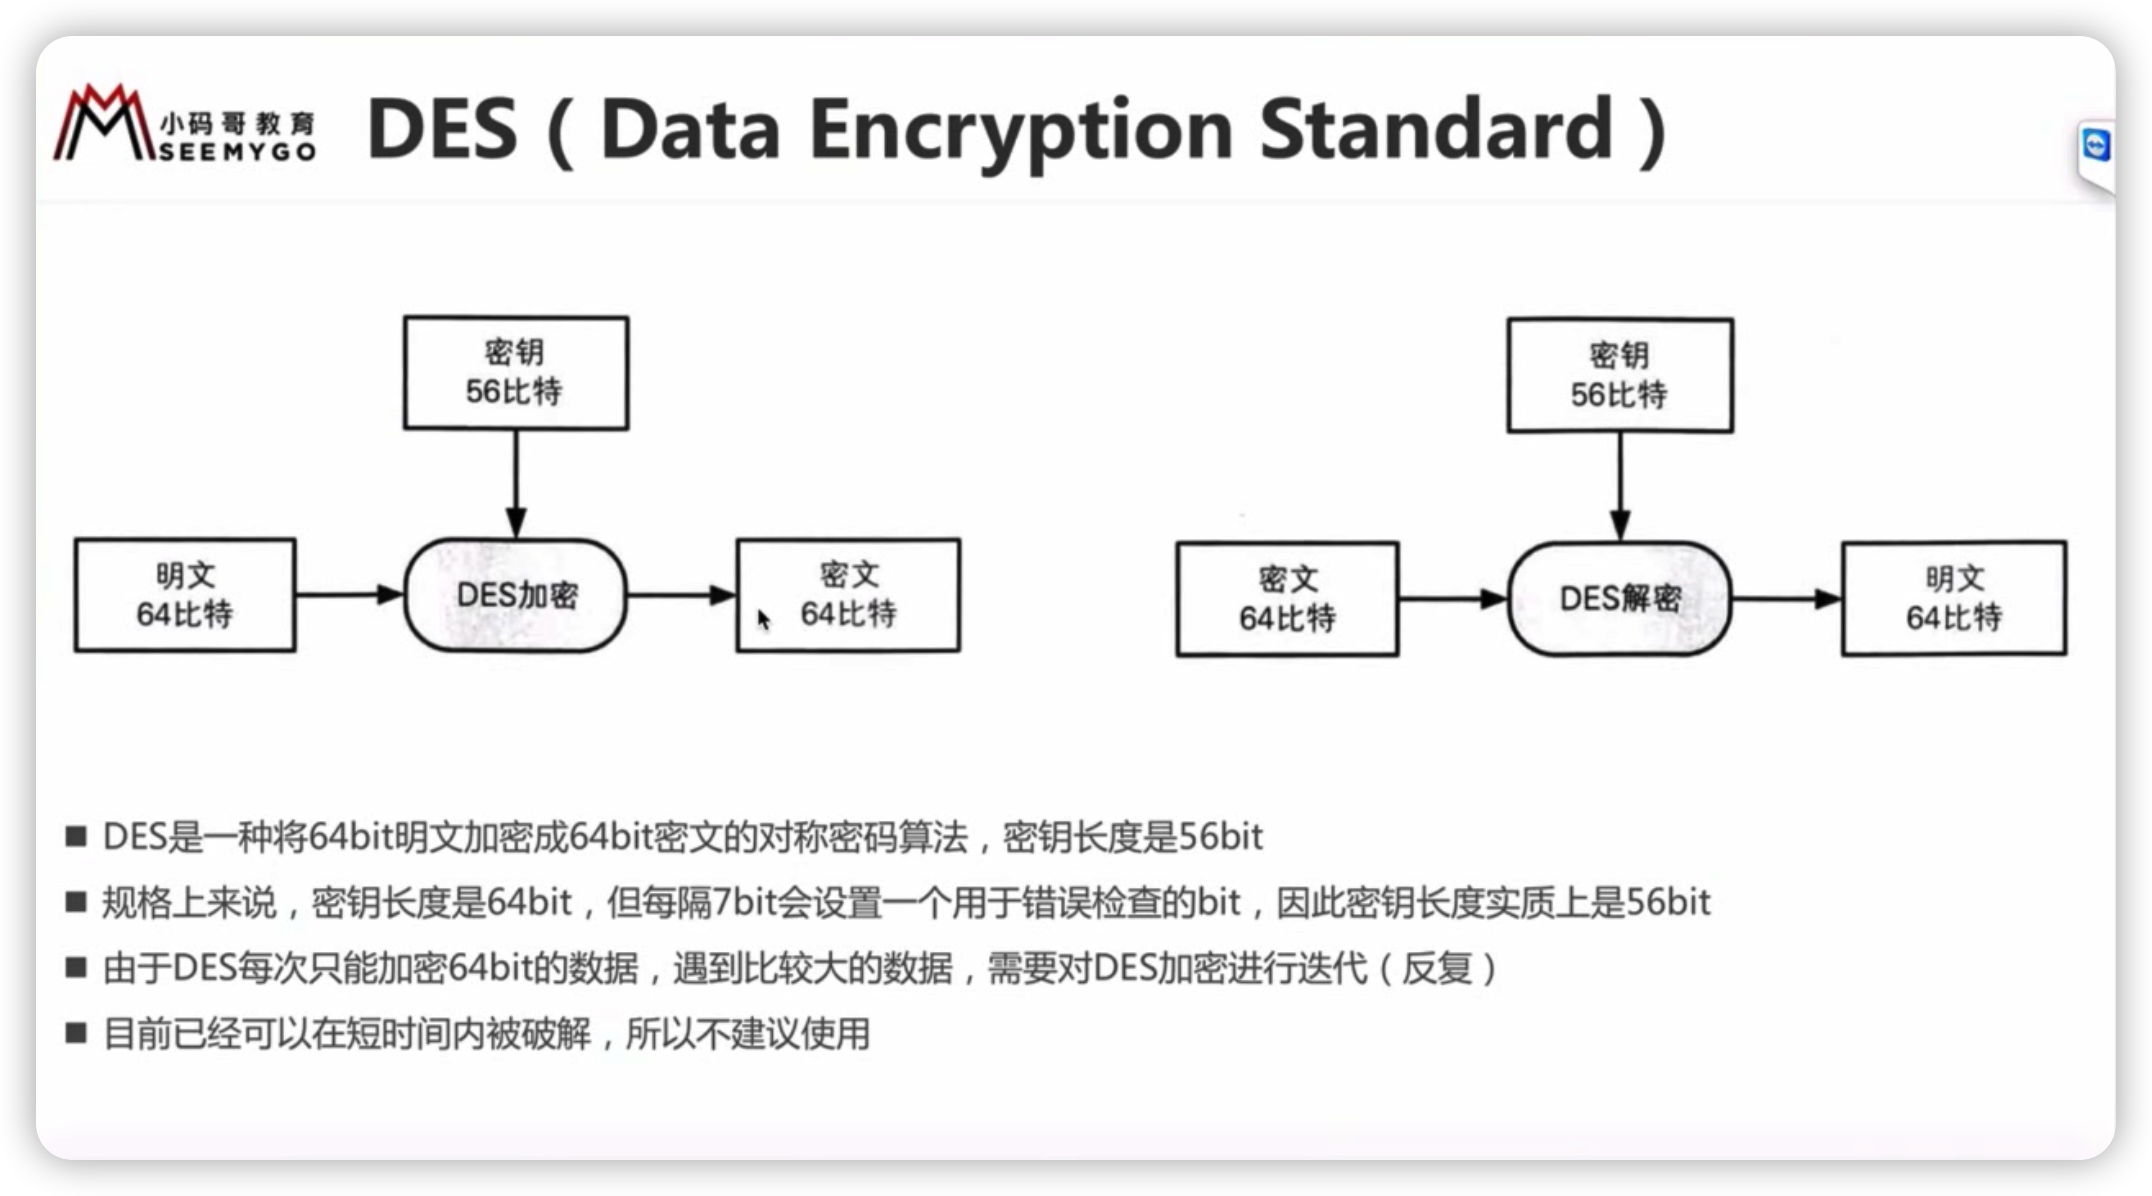 小码哥教育
SEEMYGO
DES（Data Encryption Standard）
密钥
56比特
明文
64比特
DES加密
密文
64比特
密钥
56比特
密文
64比特
DES解密
明文
64比特
■ DES是一种将64bit明文加密成64bit密文的对称密码算法，密钥长度是56bit
■ 规格上来说，密钥长度是64bit，但每隔7bit会设置一个用于错误检查的bit，因此密钥长度实质上是56bit
■ 由于DES每次只能加密64bit的数据，遇到比较大的数据，需要对DES加密进行迭代（反复）
■ 目前已经可以在短时间内被破解，所以不建议使用